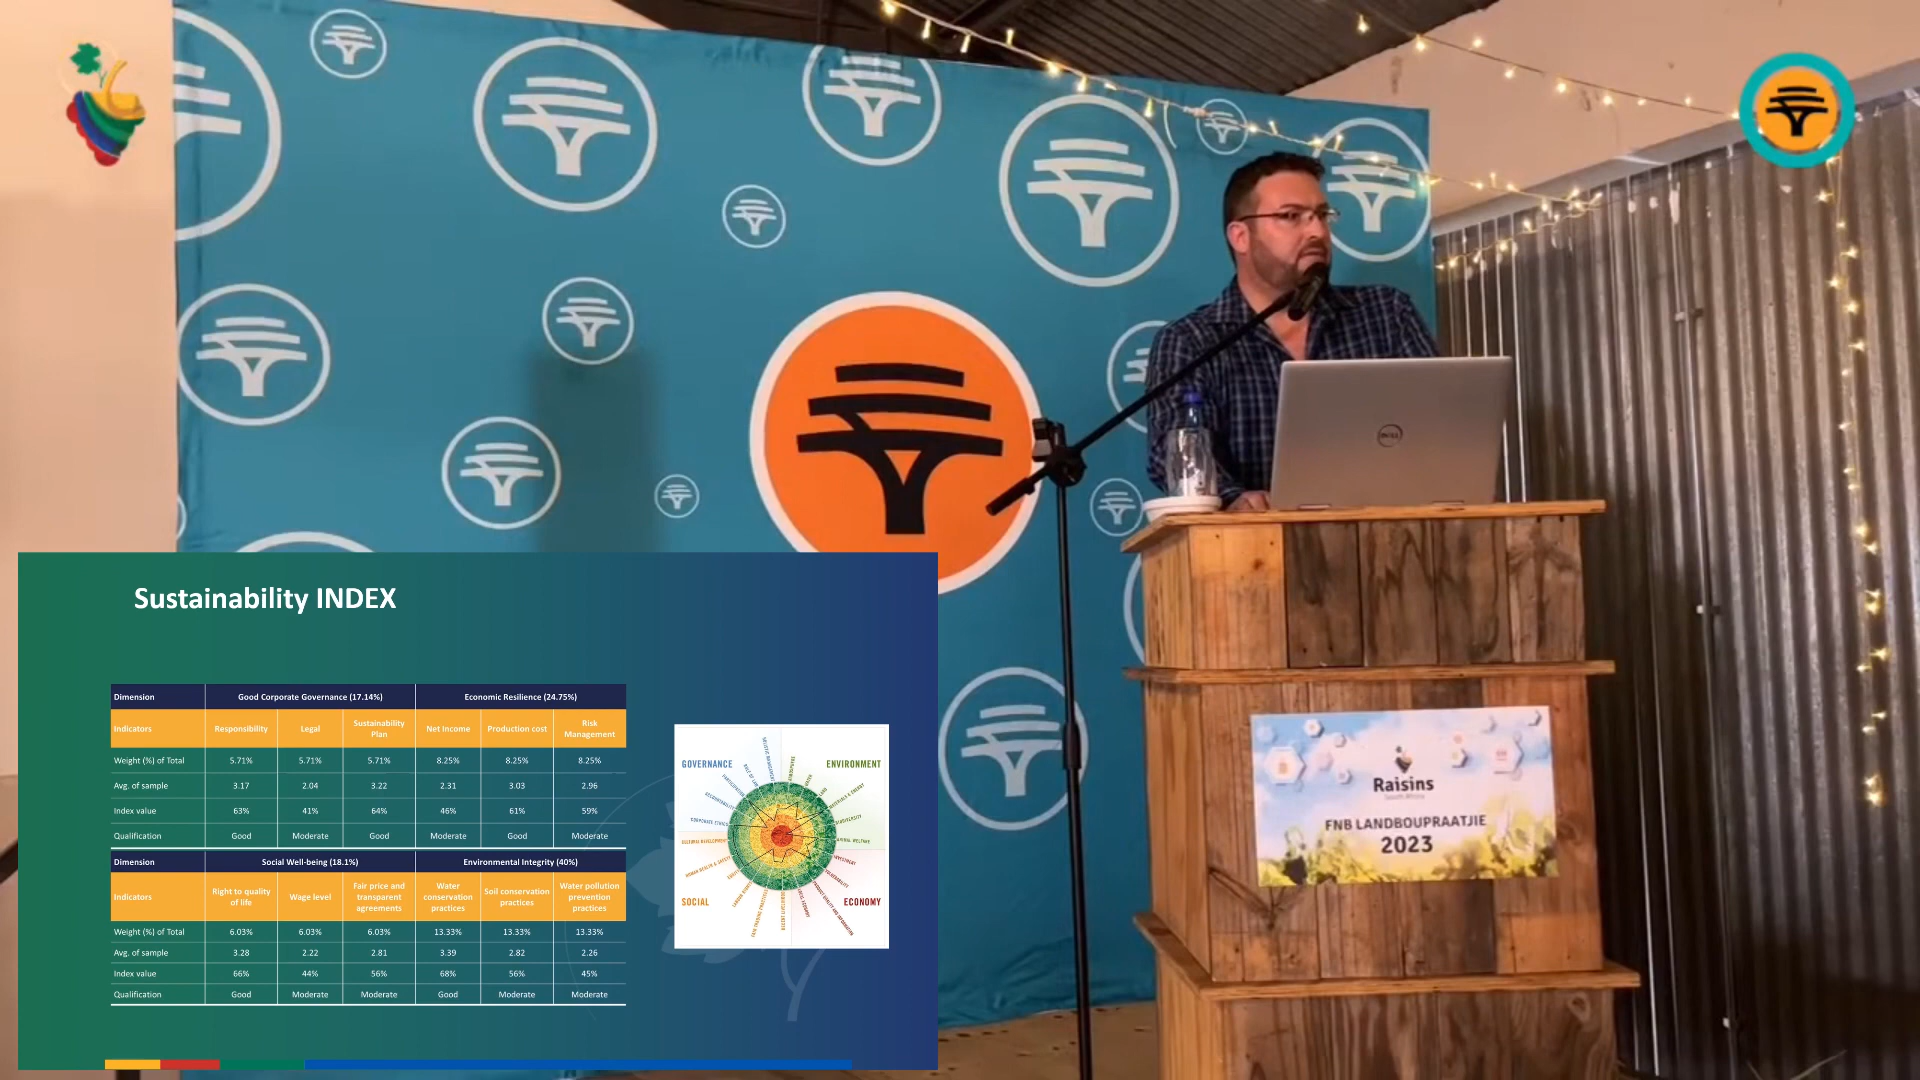 Sustainability INDEX
Dimension Good Corporate Governance (17.14%) Economic Resilience (24.75%)
Indicators Responsibility Legal Sustainability Plan Net Income Production cost Risk Management
Weight (%) of Total 5.71% 5.71% 5.71% 8.25% 8.25% 8.25%
Avg. of sample 3.17 2.04 3.22 2.31 3.03 2.96
Index value 63% 41% 64% 46% 61% 59%
Qualification Good Moderate Good Moderate Good Moderate
Dimension Social Well-being (18.1%) Environmental Integrity (40%)
Indicators Right to quality of life Wage level Fair price and transparent agreements Water conservation practices Soil conservation practices Water pollution prevention practices
Weight (%) of Total 6.03% 6.03% 6.03% 13.33% 13.33% 13.33%
Avg. of sample 3.28 2.22 2.81 3.39 2.82 2.26
Index value 66% 44% 56% 68% 56% 45%
Qualification Good Moderate Moderate Good Moderate Moderate
GOVERNANCE ENVIRONMENT
SOCIAL ECONOMY
DELL
Raisins
South Africa
FNB LANDBOUPRAATJIE
2023